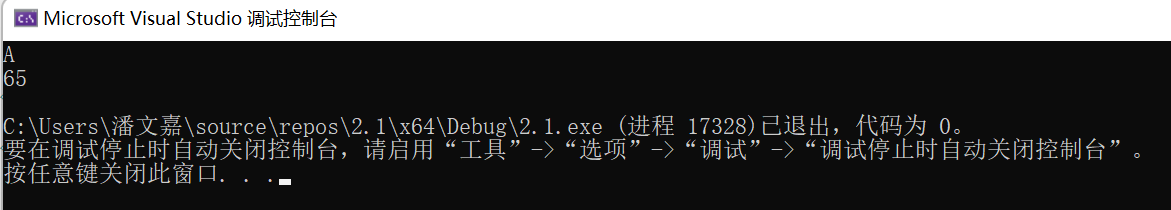 Microsoft Visual Studio 调试控制台
A
65
C:\Users\潘文嘉\source\repos\2.1\x64\Debug\2.1.exe (进程 17328)已退出，代码为 0。
要在调试停止时自动关闭控制台，请启用“工具”->“选项”->“调试”->“调试停止时自动关闭控制台”。
按任意键关闭此窗口. . .